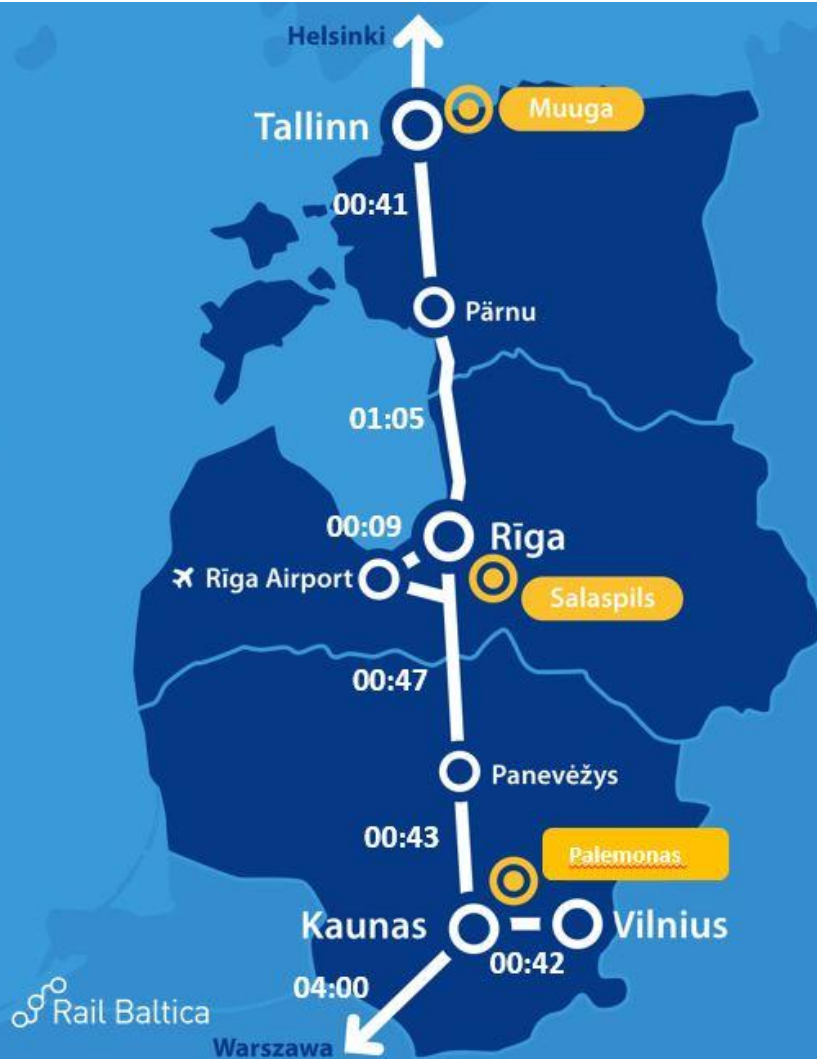 Helsinki
Tallinn
Muuga
00:41
Pärnu
01:05
00:09
Rīga
Rīga Airport
Salaspils
00:47
Panevėžys
00:43
Palemonas
Kaunas
Vilnius
00:42
04:00
Rail Baltica
Warszawa